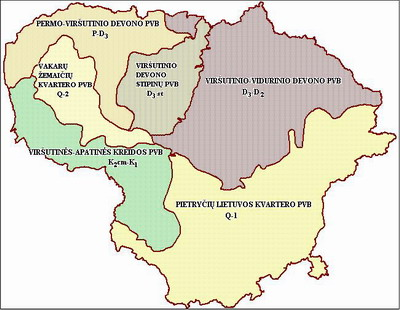 PERMO-VIRŠUTINIO DEVONO PVB
P-D3
VAKARŲ
ŽEMAIČIŲ
KVARTERO PVB
Q-2
VIRŠUTINIO
DEVONO
STIPINŲ PVB
D3 st
VIRŠUTINIO-VIDURINIO DEVONO PVB
D3-D2
VIRŠUTINĖS-APATINĖS KREIDOS PVB
K2cm-K1
PIETRYČIŲ LIETUVOS KVARTERO PVB
Q-1